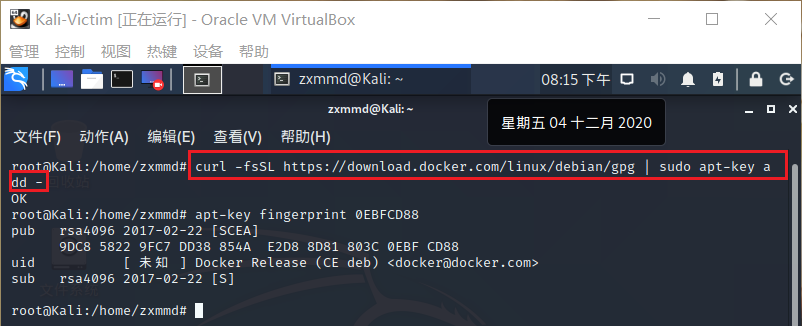 Kali-Victim [正在运行] - Oracle VM VirtualBox
管理 控制 视图 热键 设备 帮助
zxmmd@Kali: ~ 08:15 下午
zxmmd@Kali: ~
星期五 04 十二月 2020
文件(F) 动作(A) 编辑(E) 查看(V) 帮助(H)
root@Kali:/home/zxmmd# curl -fsSL https://download.docker.com/linux/debian/gpg | sudo apt-key a
dd -
OK
root@Kali:/home/zxmmd# apt-key fingerprint 0EBFCD88
pub rsa4096 2017-02-22 [SCEA]
9DC8 5822 9FC7 DD38 854A E2D8 8D81 803C 0EBF CD88
uid [ 未知 ] Docker Release (CE deb) <docker@docker.com>
sub rsa4096 2017-02-22 [S]
root@Kali:/home/zxmmd#